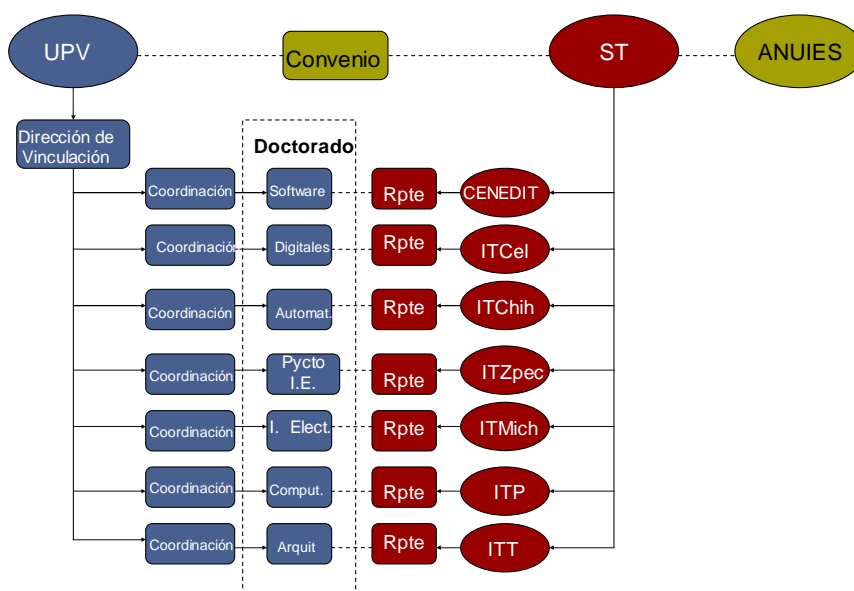 UPV
Convenio
ST
ANUIES
Dirección de
Vinculación
Doctorado
Coordinación
Software
Rpte
CENEDIT
Coordinación
Digitales
Rpte
ITCel
Coordinación
Automat.
Rpte
ITChih
Coordinación
Pycto
I.E.
Rpte
ITZpec
Coordinación
I. Elect.
Rpte
ITMich
Coordinación
Comput.
Rpte
ITP
Coordinación
Arquit
Rpte
ITT